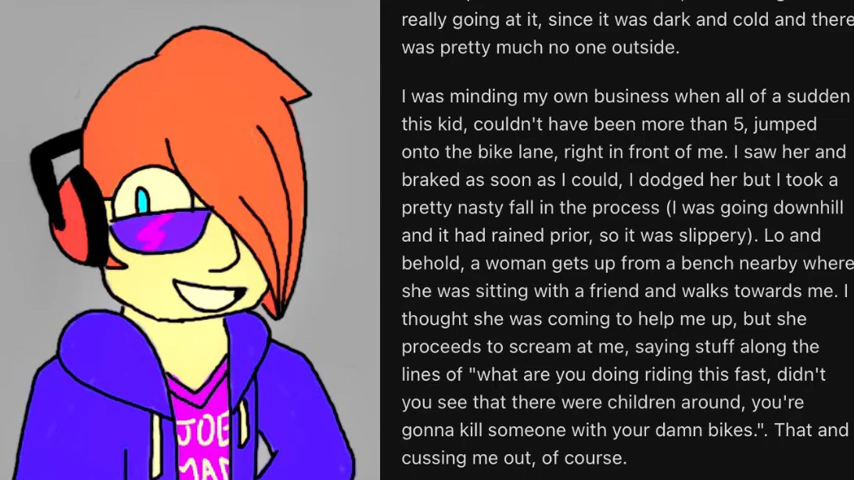 really going at it, since it was dark and cold and there
was pretty much no one outside.
I was minding my own business when all of a sudden
this kid, couldn't have been more than 5, jumped
onto the bike lane, right in front of me. I saw her and
braked as soon as I could, I dodged her but I took a
pretty nasty fall in the process (I was going downhill
and it had rained prior, so it was slippery). Lo and
behold, a woman gets up from a bench nearby where
she was sitting with a friend and walks towards me. I
thought she was coming to help me up, but she
proceeds to scream at me, saying stuff along the
lines of "what are you doing riding this fast, didn't
you see that there were children around, you're
gonna kill someone with your damn bikes.". That and
cussing me out, of course.
JOE